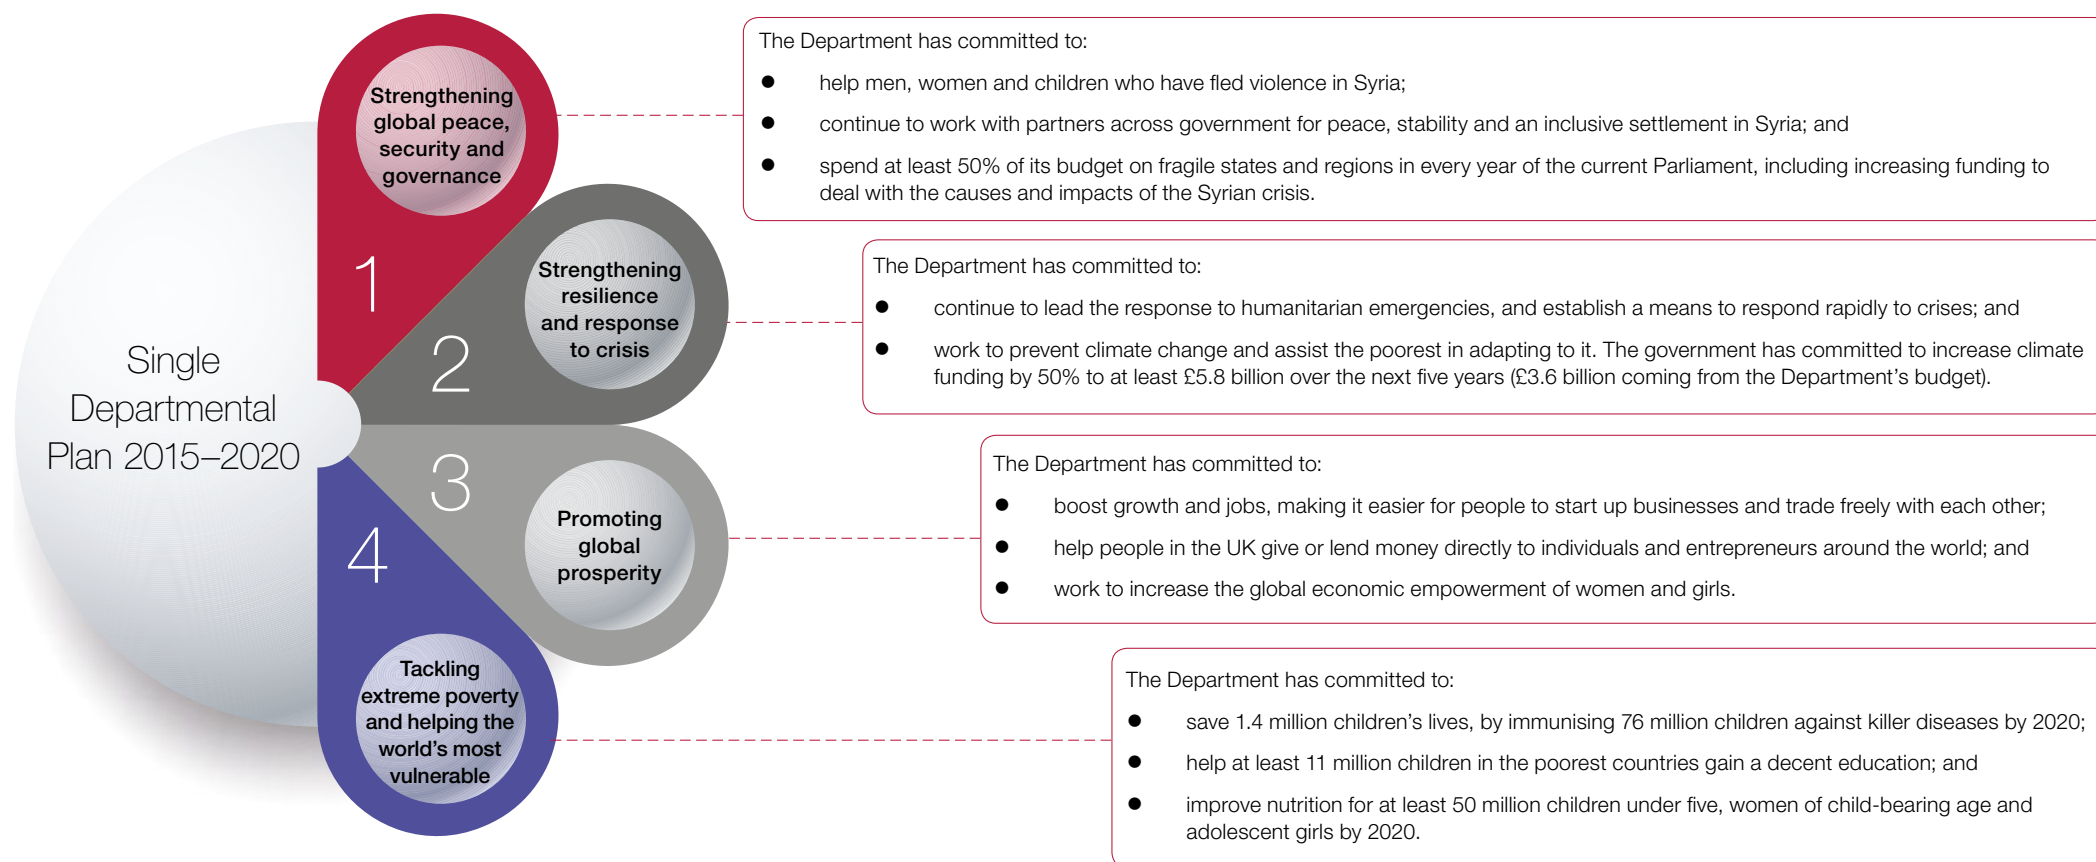 Single
Departmental
Plan 2015–2020
1
Strengthening
global peace,
security and
governance
The Department has committed to:
● help men, women and children who have fled violence in Syria;
● continue to work with partners across government for peace, stability and an inclusive settlement in Syria; and
● spend at least 50% of its budget on fragile states and regions in every year of the current Parliament, including increasing funding to
deal with the causes and impacts of the Syrian crisis.
2
Strengthening
resilience
and response
to crisis
The Department has committed to:
● continue to lead the response to humanitarian emergencies, and establish a means to respond rapidly to crises; and
● work to prevent climate change and assist the poorest in adapting to it. The government has committed to increase climate
funding by 50% to at least £5.8 billion over the next five years (£3.6 billion coming from the Department’s budget).
3
Promoting
global
prosperity
The Department has committed to:
● boost growth and jobs, making it easier for people to start up businesses and trade freely with each other;
● help people in the UK give or lend money directly to individuals and entrepreneurs around the world; and
● work to increase the global economic empowerment of women and girls.
4
Tackling
extreme poverty
and helping the
world’s most
vulnerable
The Department has committed to:
● save 1.4 million children’s lives, by immunising 76 million children against killer diseases by 2020;
● help at least 11 million children in the poorest countries gain a decent education; and
● improve nutrition for at least 50 million children under five, women of child-bearing age and
adolescent girls by 2020.